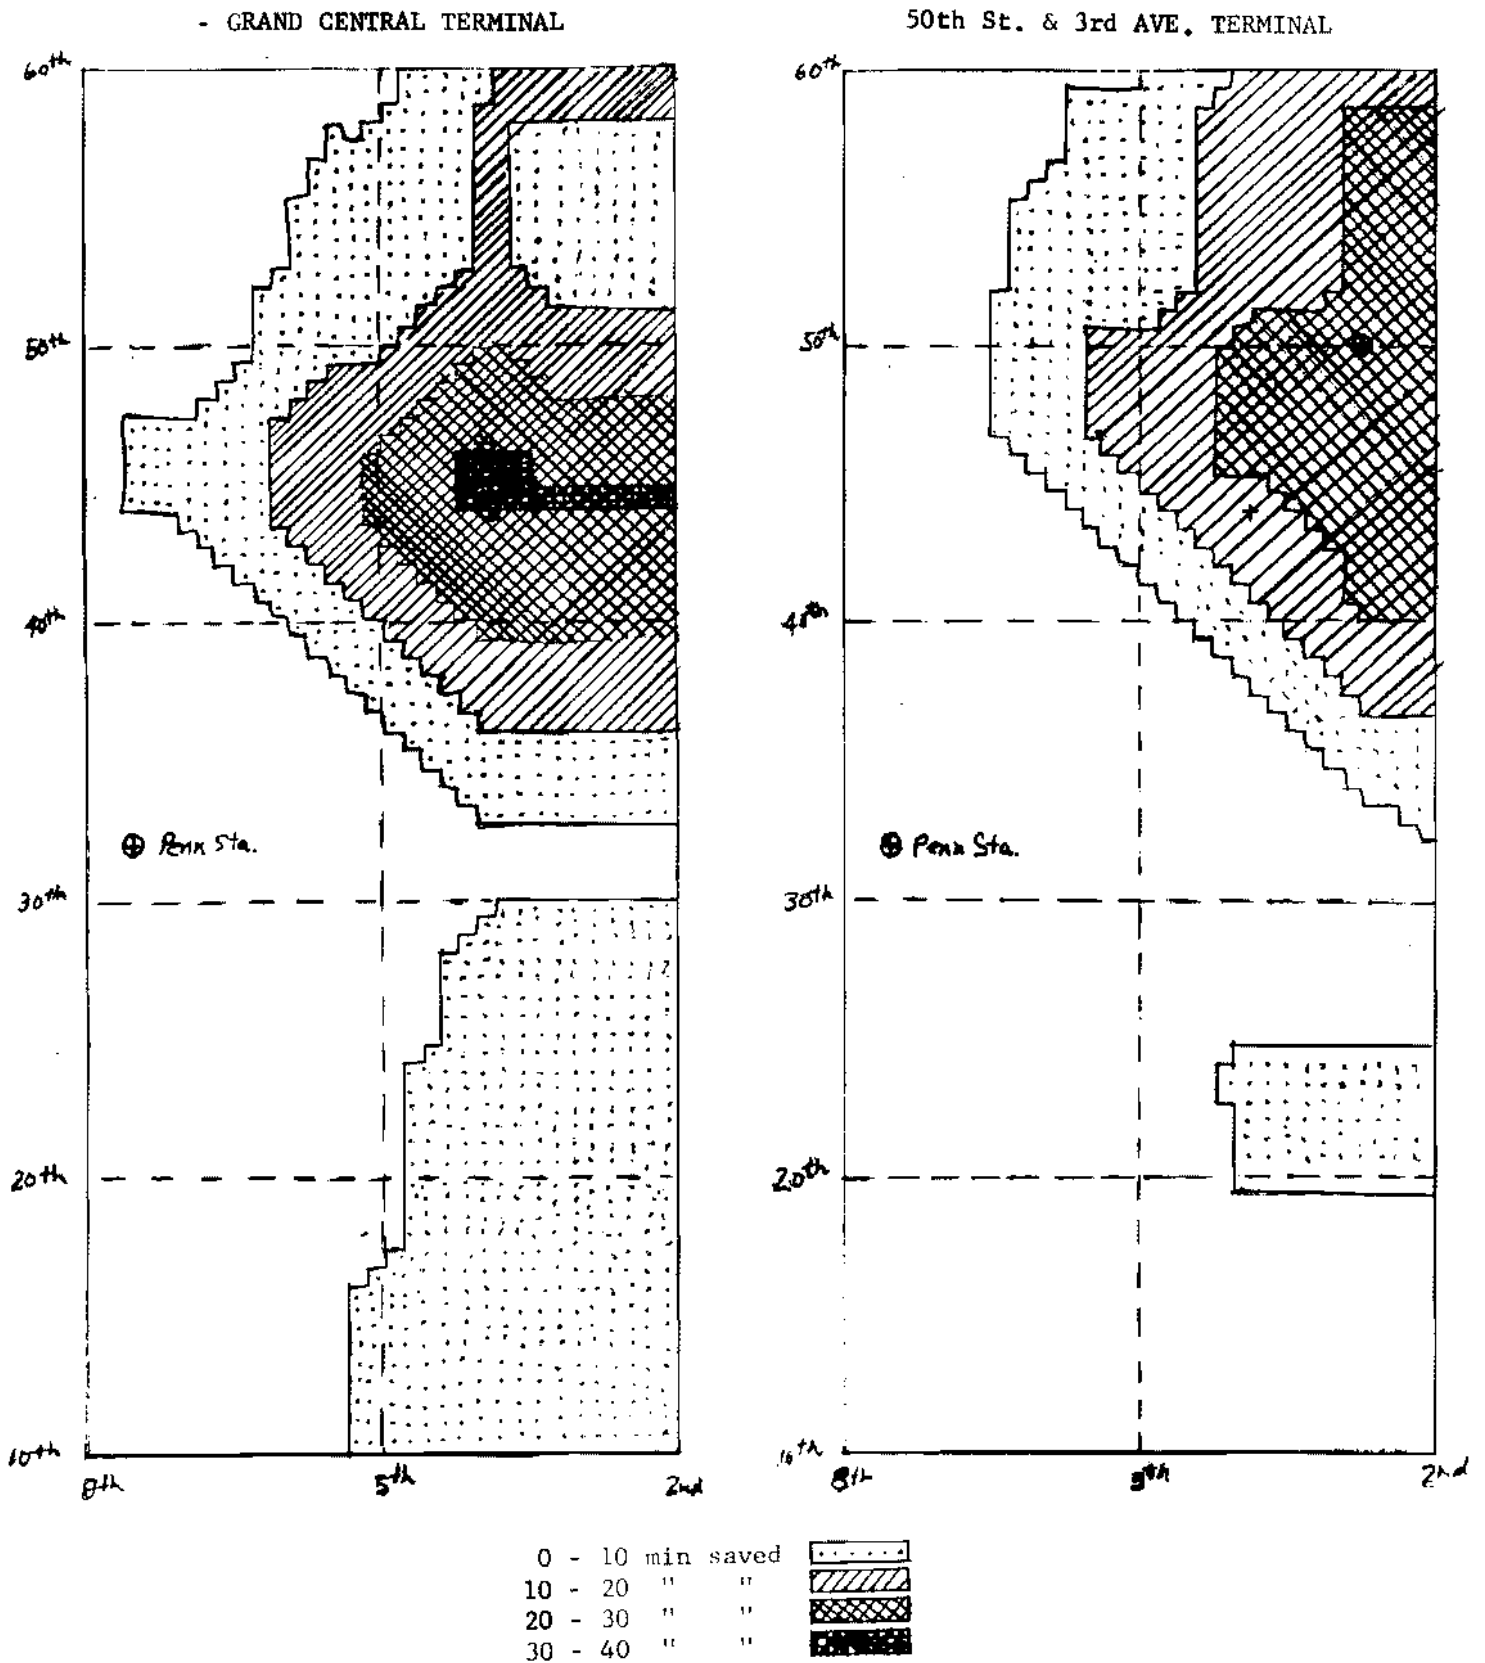 - GRAND CENTRAL TERMINAL
50th St. & 3rd AVE. TERMINAL
60th
50th
40th
⊕ Penn Sta.
30th
20th
10th
8th 5th 2nd
60th
50th
40th
⊕ Penn Sta.
30th
20th
10th
8th 5th 2nd
0 - 10 min saved
10 - 20 " "
20 - 30 " "
30 - 40 " "